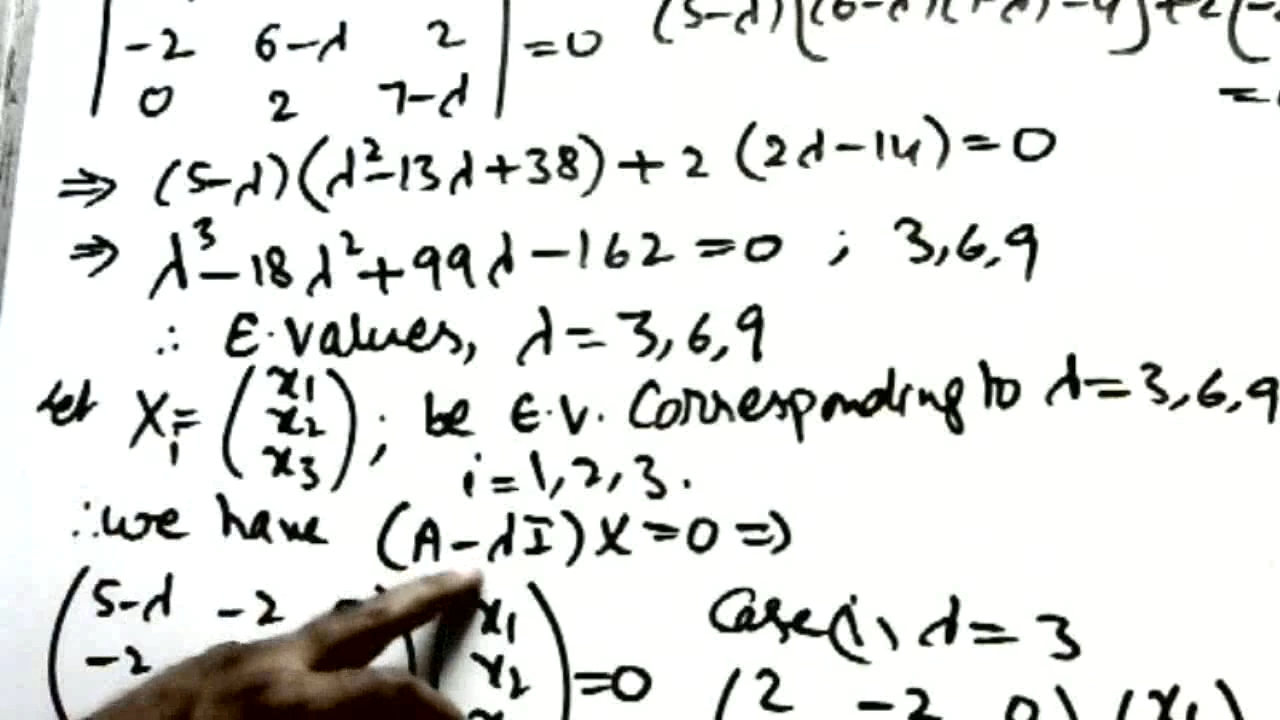 -2 6-λ 2 =0
0 2 7-λ
⇒ (5-λ)(λ²-13λ+38)+2(2λ-14)=0
⇒ λ³-18λ²+99λ-162=0 ; 3,6,9
∴ E.values, λ=3,6,9
let Xᵢ= (x₁ x₂ x₃); be E.V. Corresponding to λ=3,6,9
i=1,2,3.
∴we have (A-λI)X=0⇒
5-λ -2 x₁
-2 x₂ =0
Case(i), λ=3
(2 -2 0) (x₁)